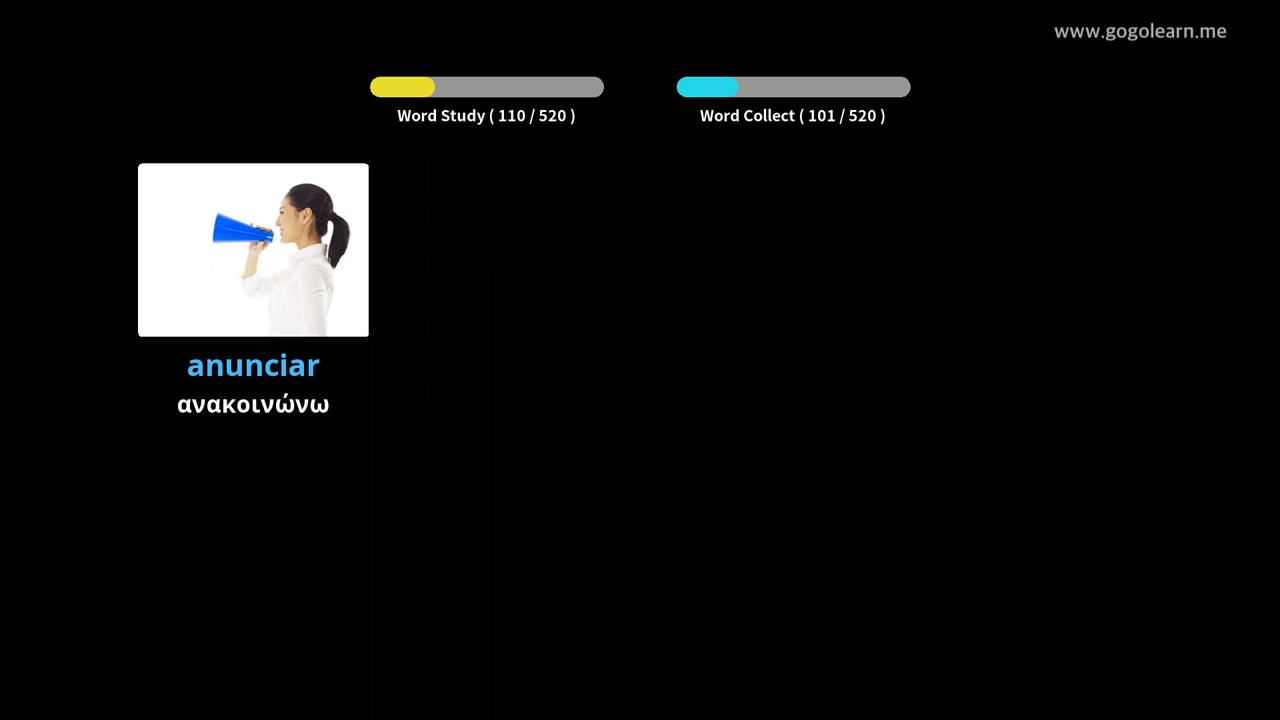 www.gogolearn.me
Word Study ( 110 / 520 )
Word Collect ( 101 / 520 )
anunciar
ανακοινώνω